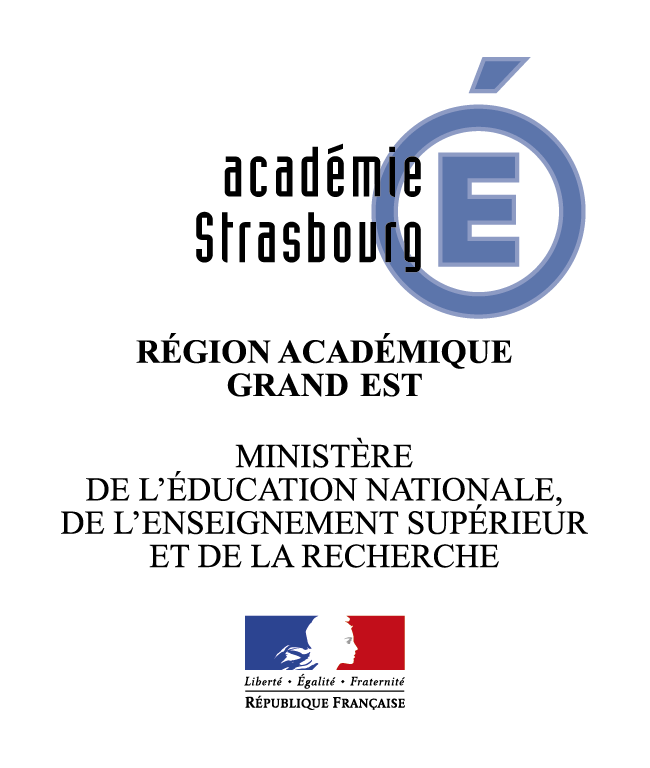 académie
Strasbourg
É
RÉGION ACADÉMIQUE
GRAND EST
MINISTÈRE
DE L’ÉDUCATION NATIONALE,
DE L’ENSEIGNEMENT SUPÉRIEUR
ET DE LA RECHERCHE
Liberté • Égalité • Fraternité
RÉPUBLIQUE FRANÇAISE